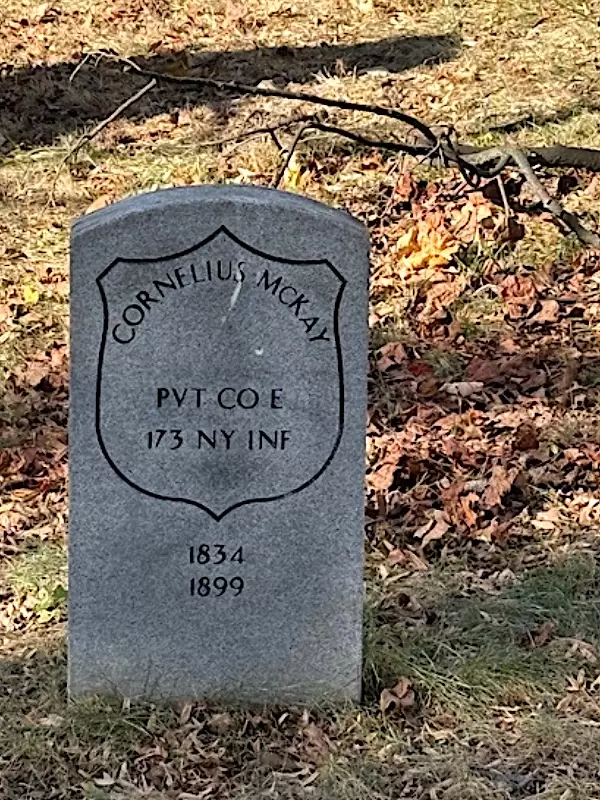 CORNELIUS MCKAY
PVT CO E
173 NY INF
1834
1899